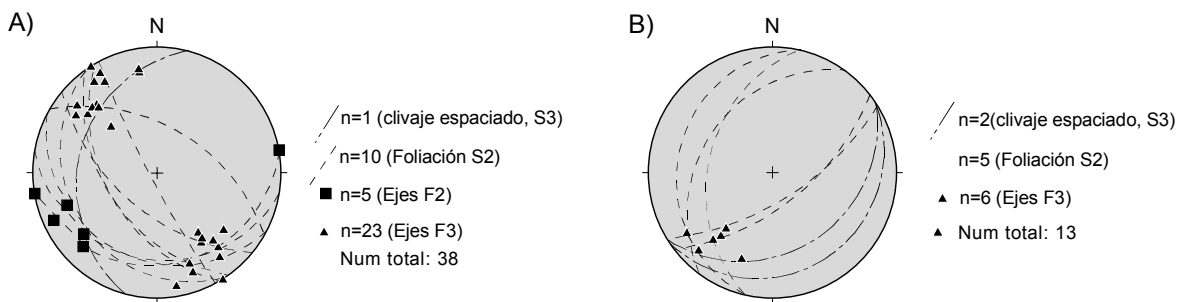 A)
N
n=1 (clivaje espaciado, S3)
n=10 (Foliación S2)
n=5 (Ejes F2)
n=23 (Ejes F3)
Num total: 38
B)
N
n=2(clivaje espaciado, S3)
n=5 (Foliación S2)
n=6 (Ejes F3)
Num total: 13